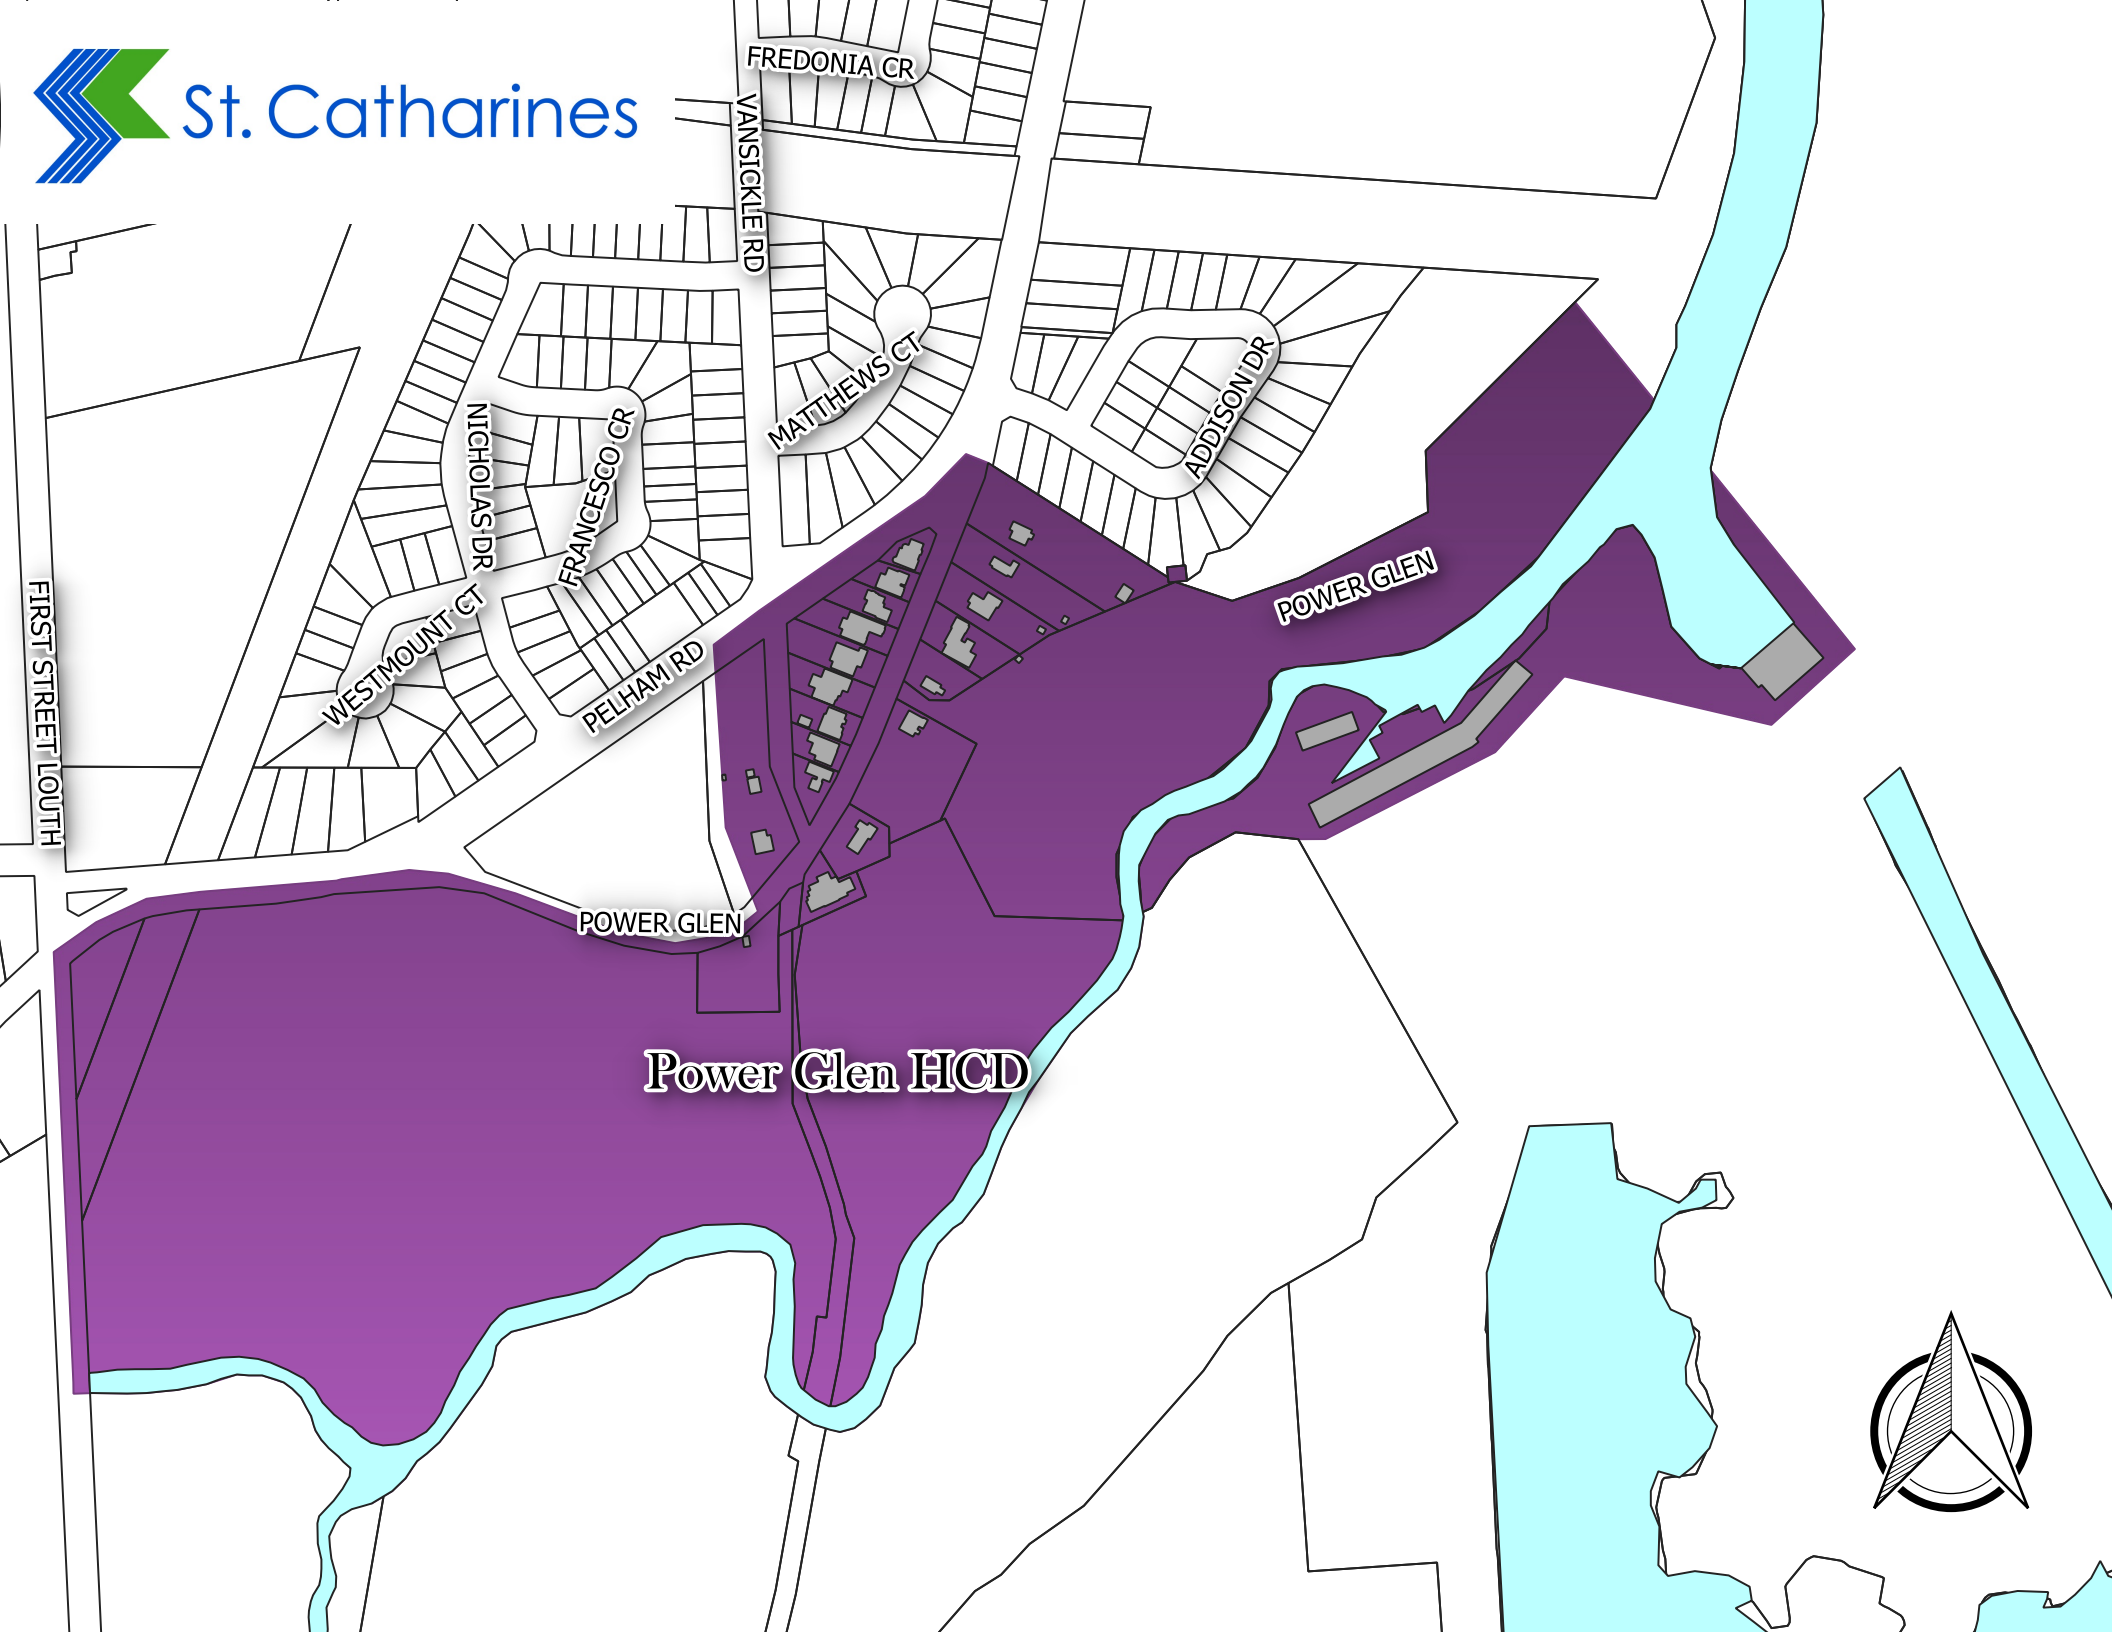 St. Catharines
FREDONIA CR
VANSICKLE RD
MATTHEWS CT
ADDISON DR
NICHOLAS DR
FRANCESCO CR
WESTMOUNT CT
PELHAM RD
FIRST STREET LOUTH
POWER GLEN
POWER GLEN
Power Glen HCD